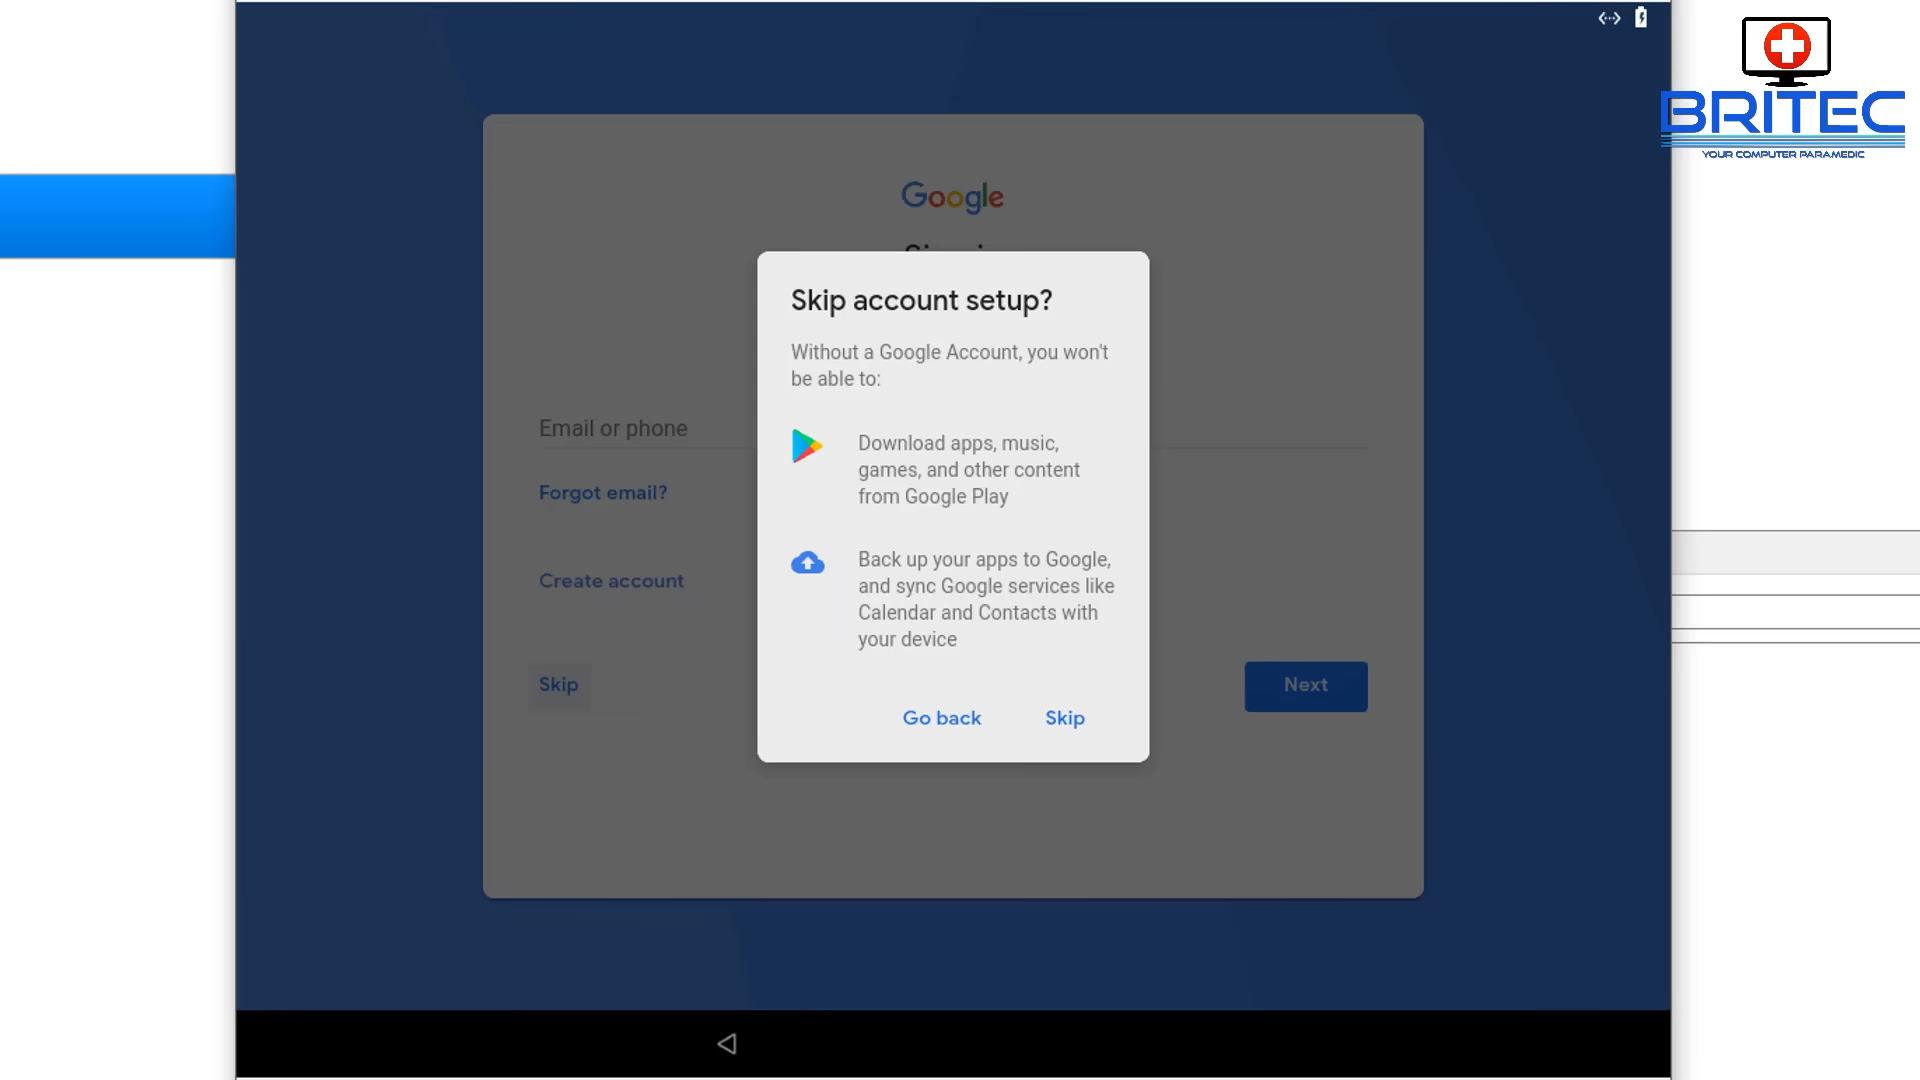 BRITEC
YOUR COMPUTER PARAMEDIC
Google
Skip account setup?
Without a Google Account, you won't
be able to:
Download apps, music,
games, and other content
from Google Play
Back up your apps to Google,
and sync Google services like
Calendar and Contacts with
your device
Go back
Skip
Email or phone
Forgot email?
Create account
Skip
Next